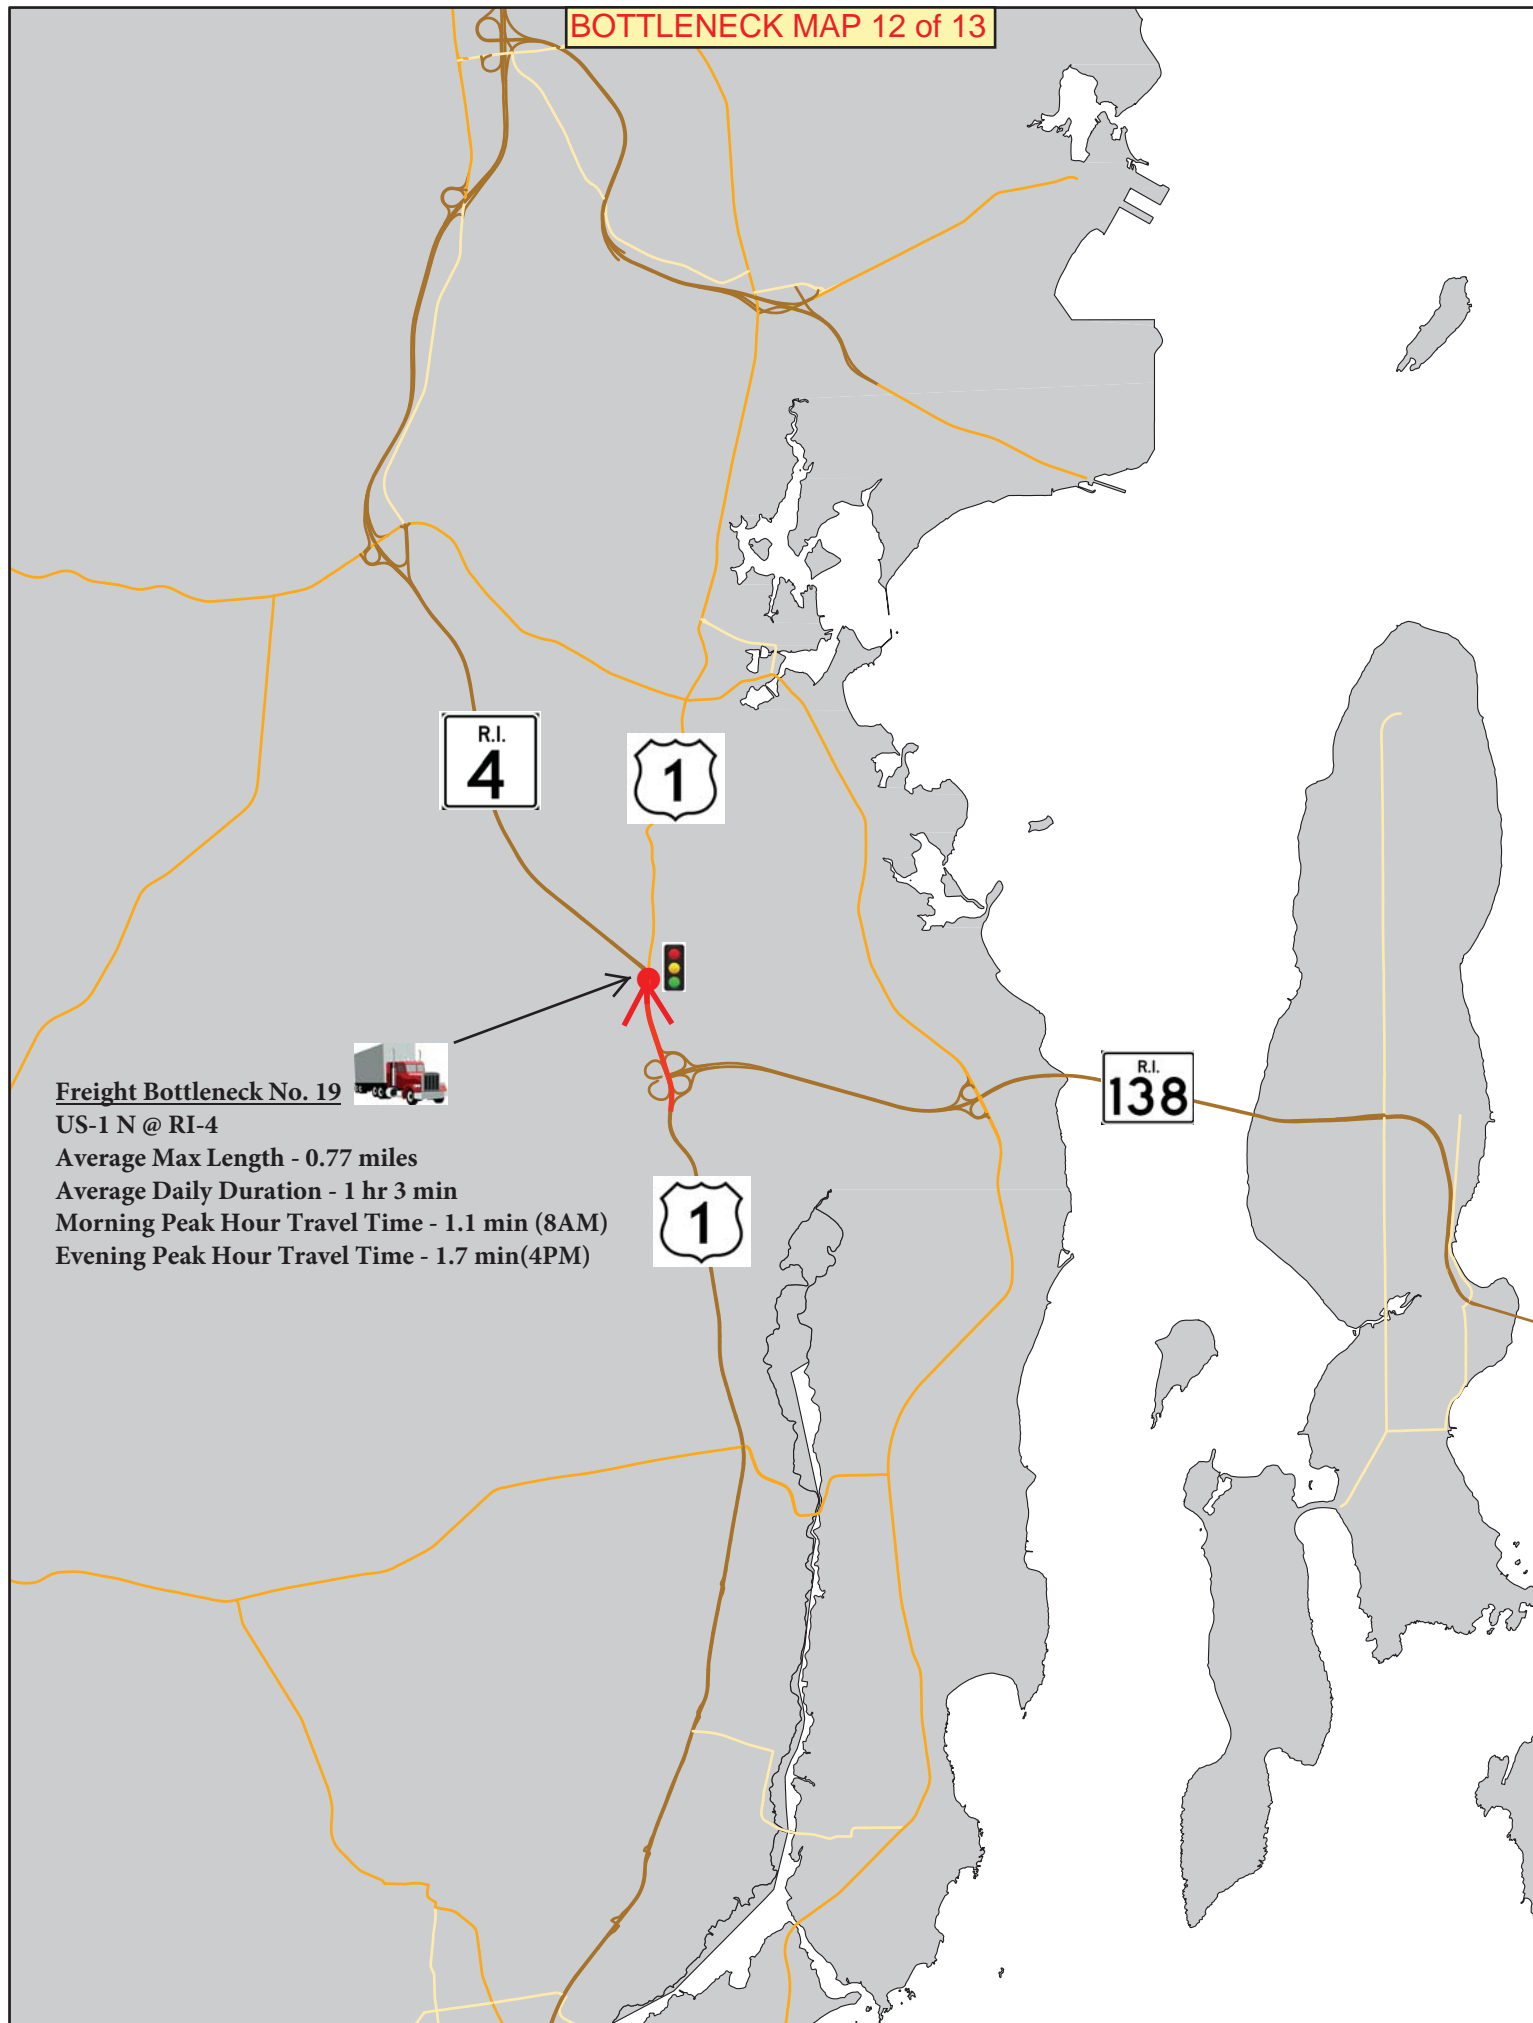 BOTTLENECK MAP 12 of 13
R.I.
4
1
Freight Bottleneck No. 19
US-1 N @ RI-4
Average Max Length - 0.77 miles
Average Daily Duration - 1 hr 3 min
Morning Peak Hour Travel Time - 1.1 min (8AM)
Evening Peak Hour Travel Time - 1.7 min(4PM)
R.I.
138
1